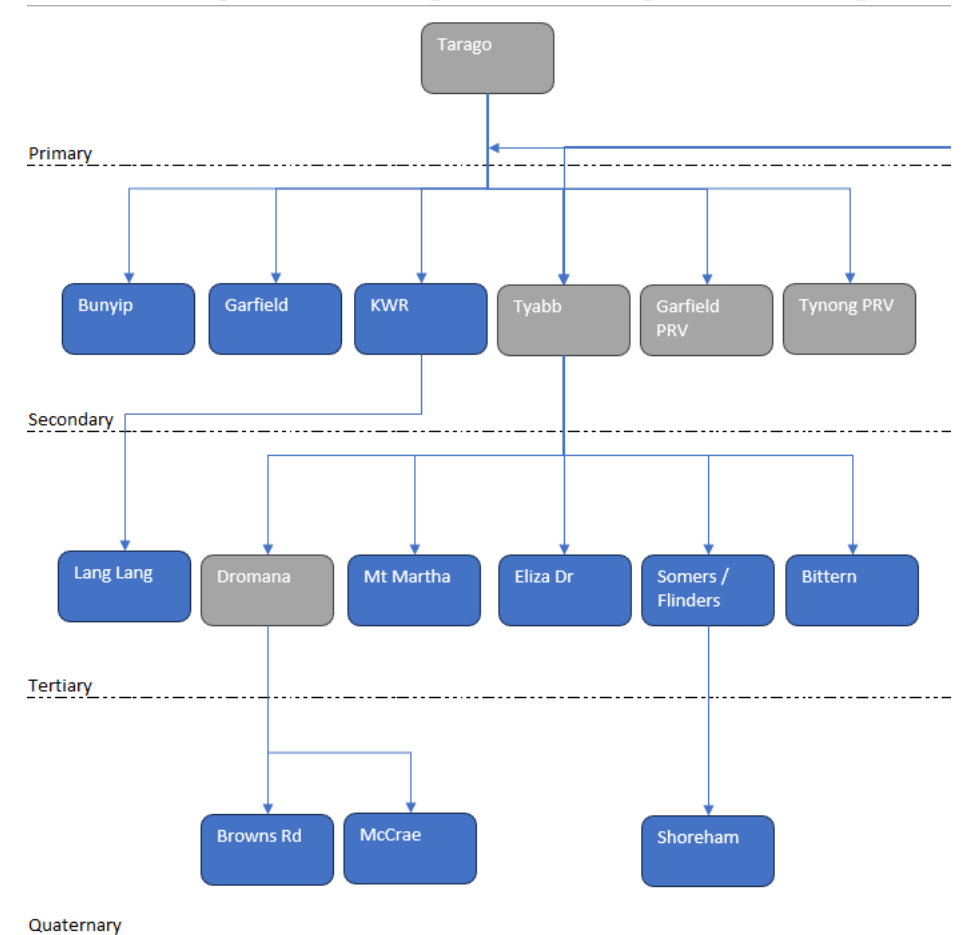 Tarago
Primary
Bunyip
Garfield
KWR
Tyabb
Garfield
PRV
Tynong PRV
Secondary
Lang Lang
Dromana
Mt Martha
Eliza Dr
Somers /
Flinders
Bittern
Tertiary
Browns Rd
McCrae
Shoreham
Quaternary